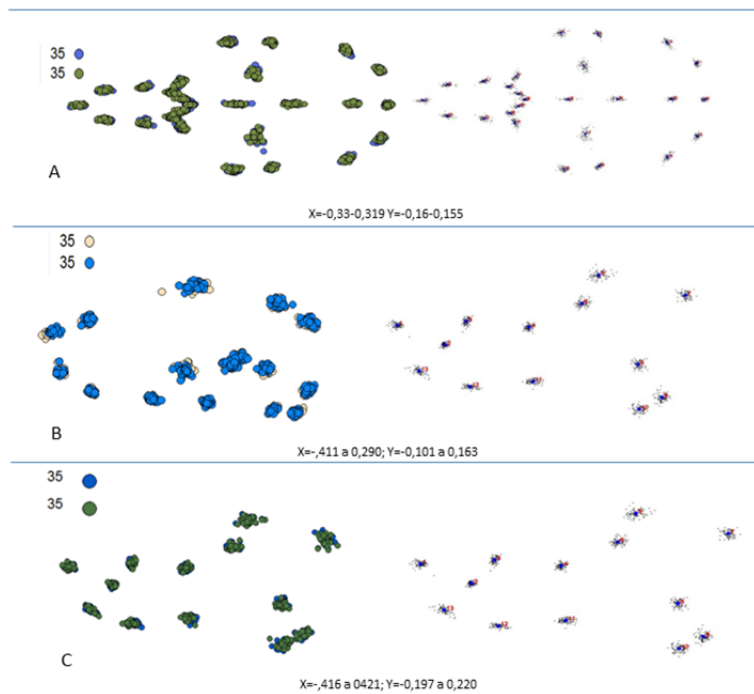 35
35
A
X=-0,33-0,319 Y=-0,16-0,155
35
35
B
X=-,411 a 0,290; Y=-0,101 a 0,163
35
35
C
X=-,416 a 0421; Y=-0,197 a 0,220